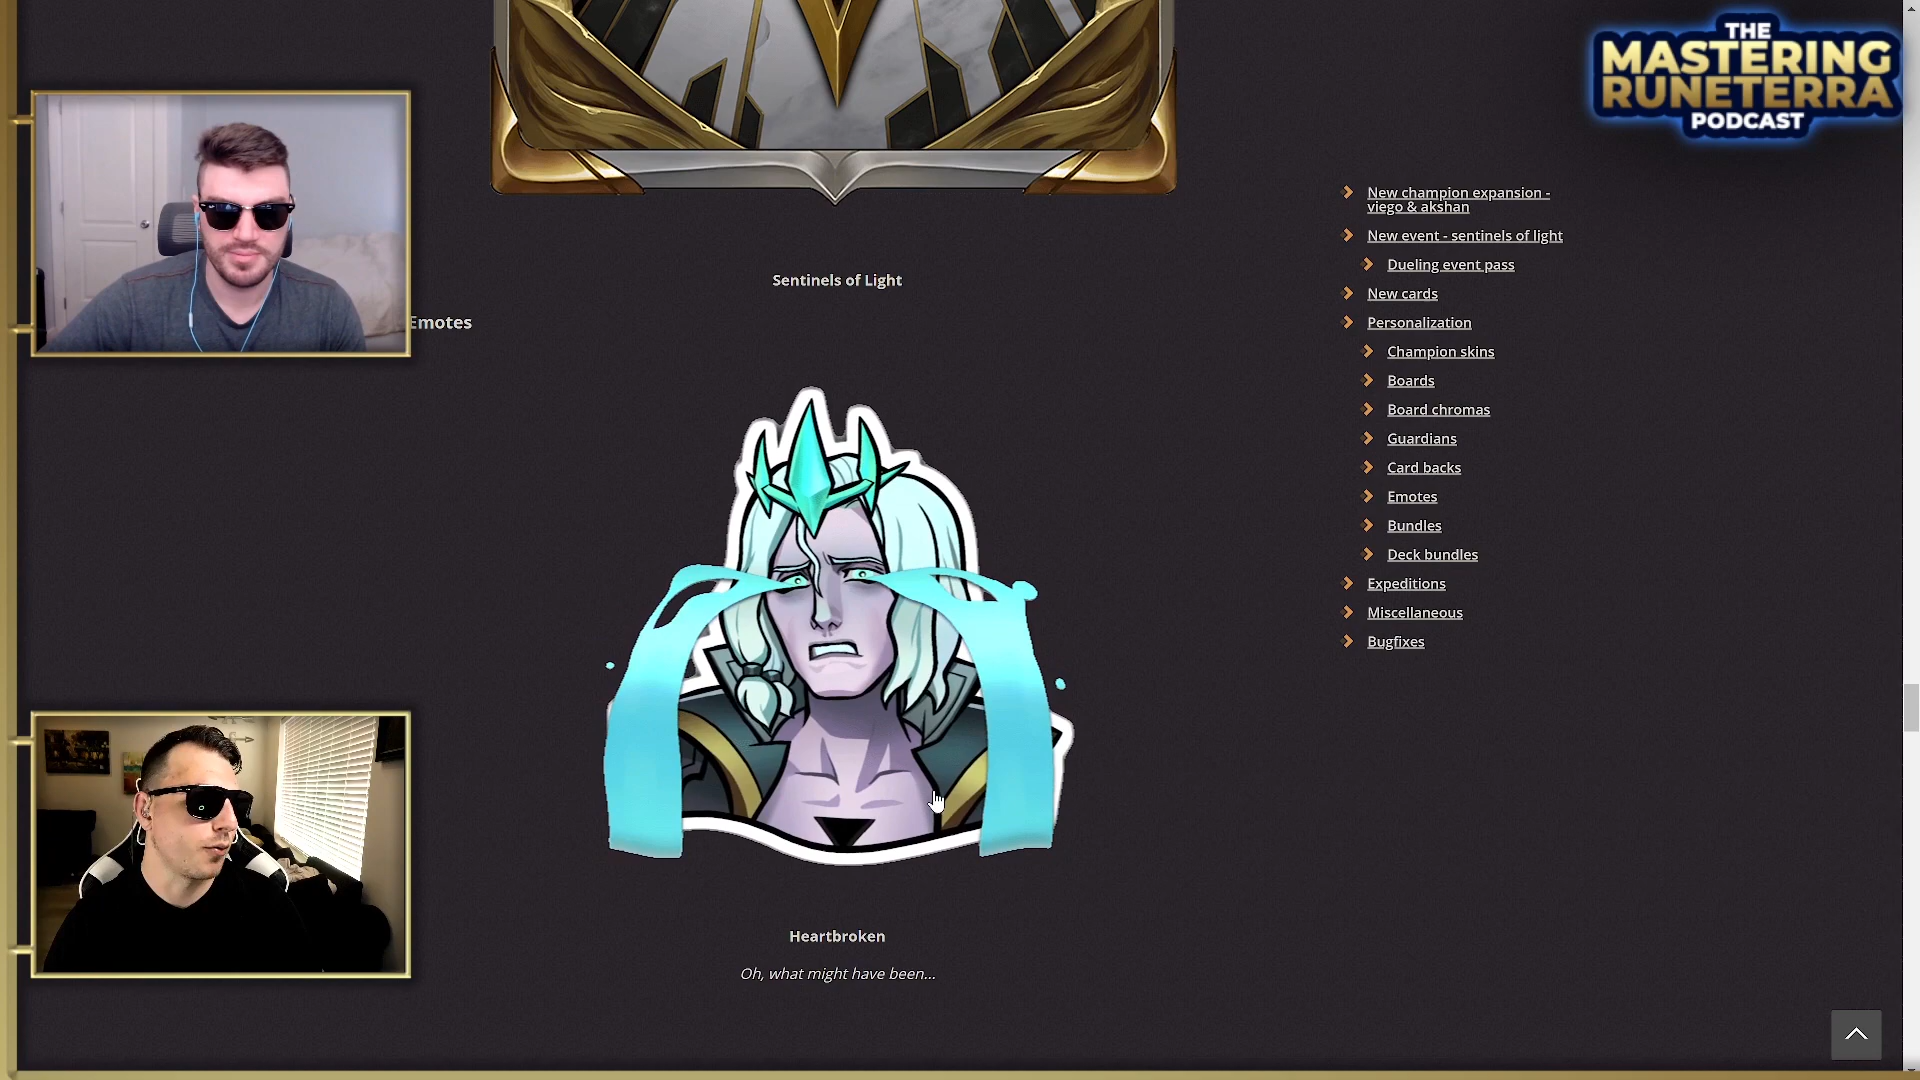 THE
MASTERING
RUNETERRA
PODCAST
Sentinels of Light
Emotes
Heartbroken
Oh, what might have been...
New champion expansion -
viego & akshan
New event - sentinels of light
Dueling event pass
New cards
Personalization
Champion skins
Boards
Board chromas
Guardians
Card backs
Emotes
Bundles
Deck bundles
Expeditions
Miscellaneous
Bugfixes